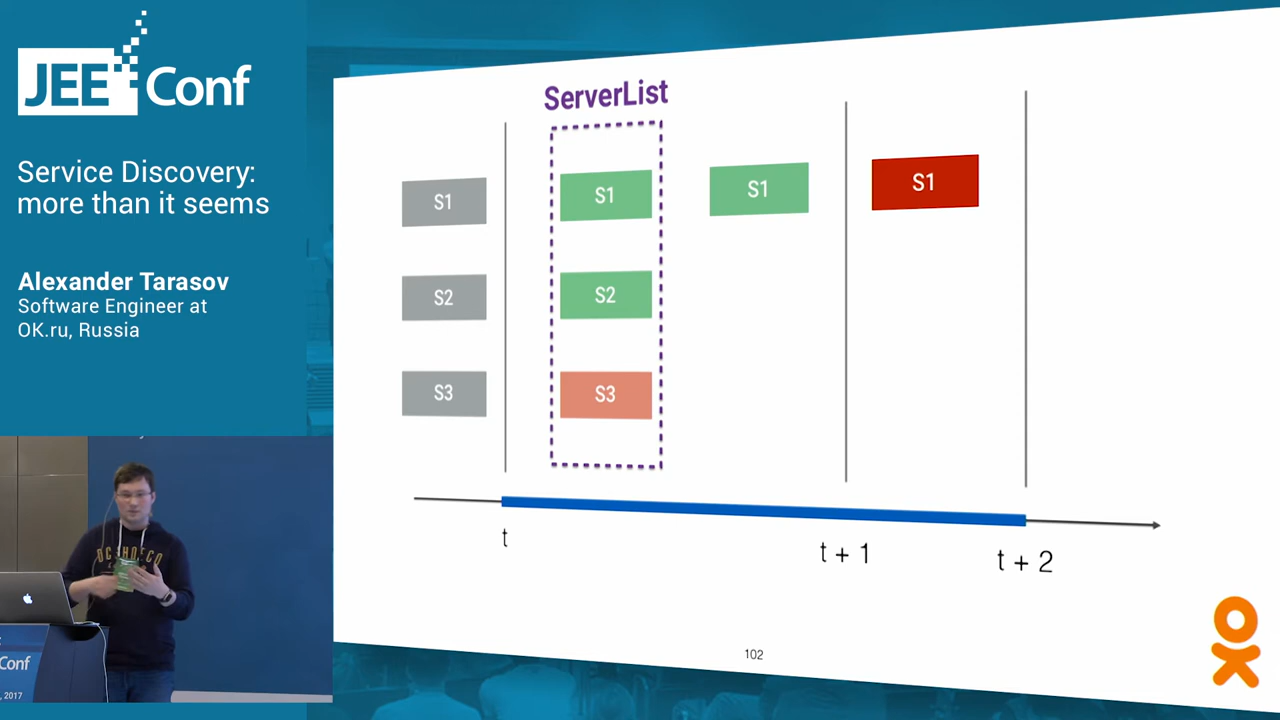 JEE Conf
Service Discovery:
more than it seems
Alexander Tarasov
Software Engineer at
OK.ru, Russia
ServerList
S1
S1
S1
S1
S2
S2
S3
S3
t
t + 1
t + 2
102
Conf
, 2017